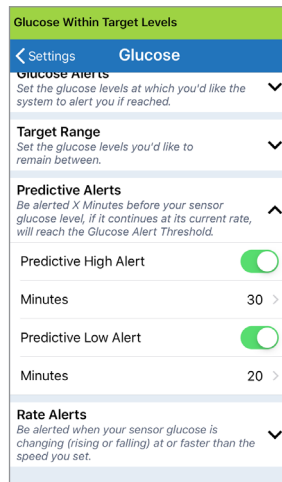 Glucose Within Target Levels
Settings
Glucose
Glucose Alerts
Set the glucose levels at which you'd like the
system to alert you if reached.
Target Range
Set the glucose levels you'd like to
remain between.
Predictive Alerts
Be alerted X Minutes before your sensor
glucose level, if it continues at its current rate,
will reach the Glucose Alert Threshold.
Predictive High Alert
Minutes 30
Predictive Low Alert
Minutes 20
Rate Alerts
Be alerted when your sensor glucose is
changing (rising or falling) at or faster than the
speed you set.